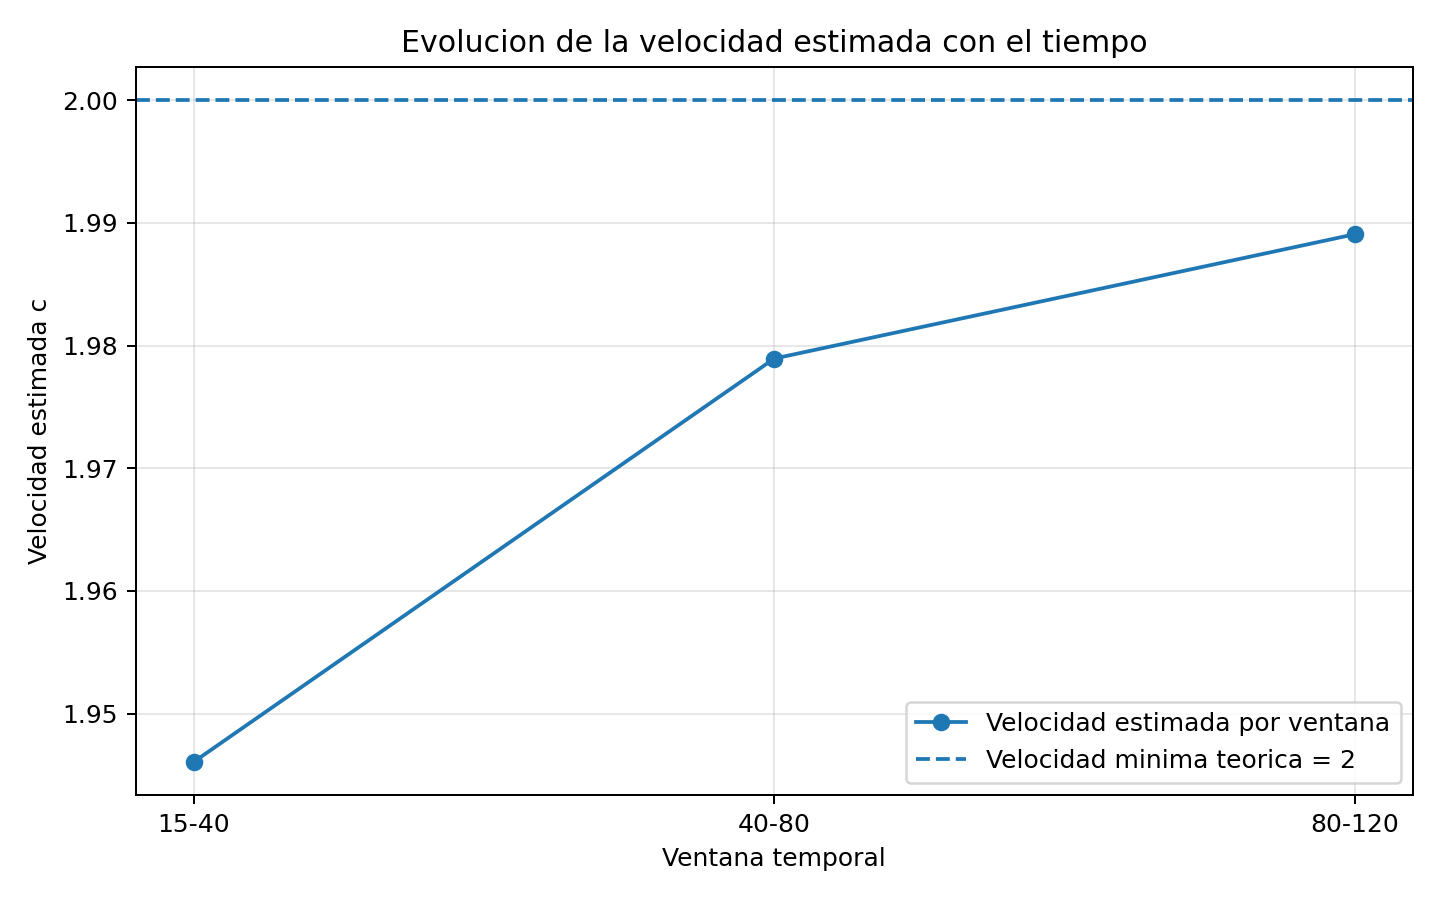 Evolucion de la velocidad estimada con el tiempo
Velocidad estimada c
2.00
1.99
1.98
1.97
1.96
1.95
Velocidad estimada por ventana
Velocidad minima teorica = 2
15-40
40-80
80-120
Ventana temporal